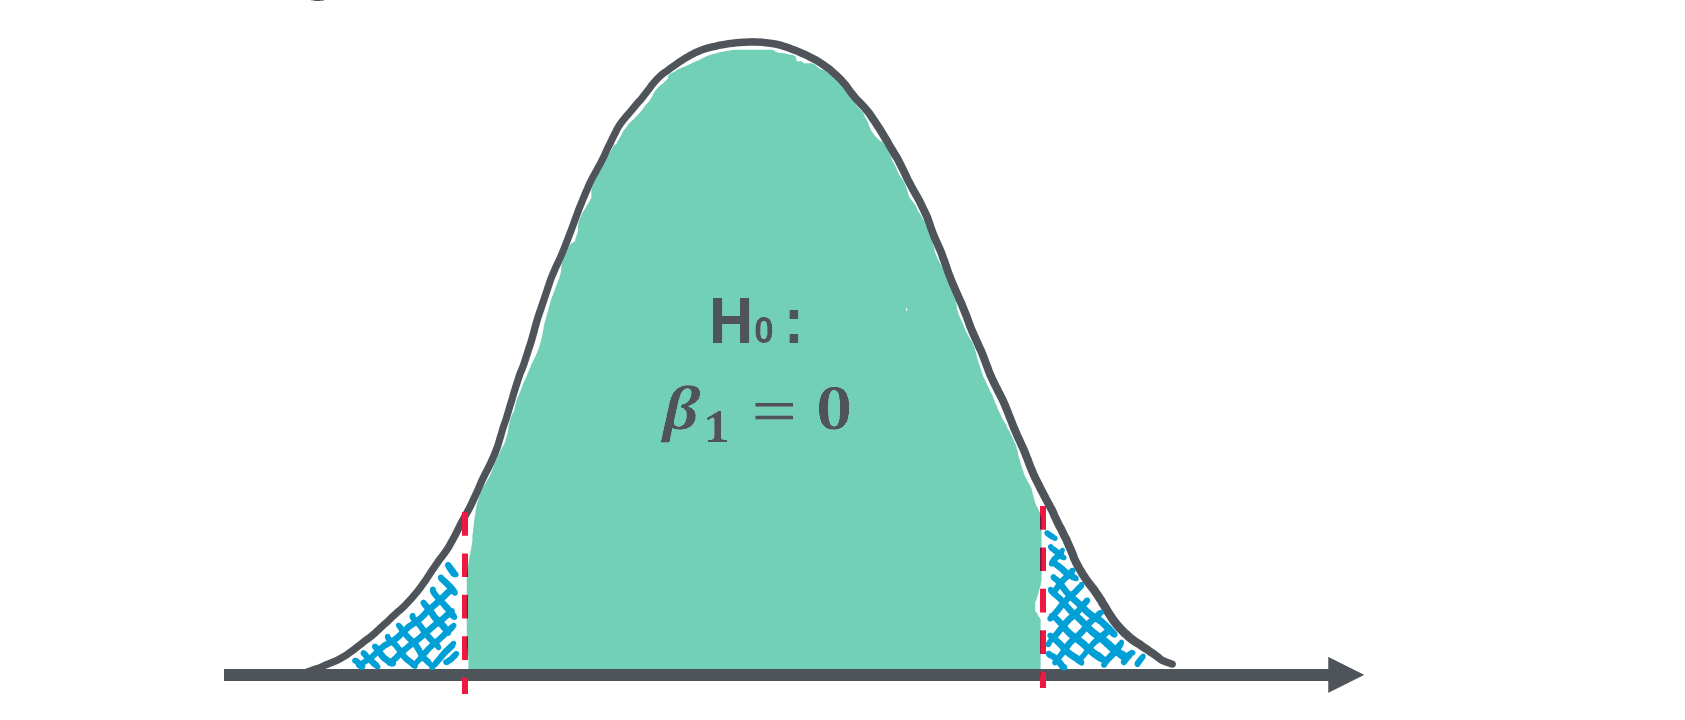 H₀ :
β₁ = 0